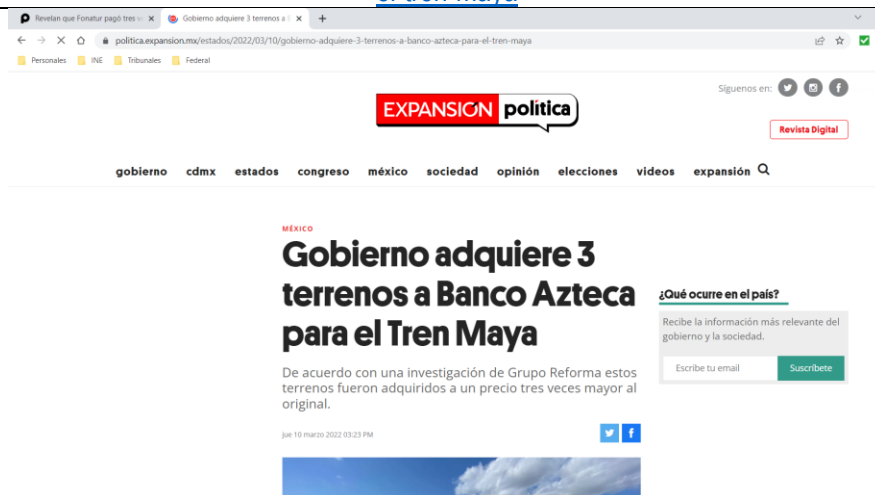 el tren maya
Revelan que Fonatur pagó tres ve
Gobierno adquiere 3 terrenos a B
politica.expansion.mx/estados/2022/03/10/gobierno-adquiere-3-terrenos-a-banco-azteca-para-el-tren-maya
Personales INE Tribunales Federal
Síguenos en:
EXPANSIÓN política
Revista Digital
gobierno cdmx estados congreso méxico sociedad opinión elecciones videos expansión
MÉXICO
Gobierno adquiere 3
terrenos a Banco Azteca
para el Tren Maya
De acuerdo con una investigación de Grupo Reforma estos
terrenos fueron adquiridos a un precio tres veces mayor al
original.
jue 10 marzo 2022 03:23 PM
¿Qué ocurre en el país?
Recibe la información más relevante del
gobierno y la sociedad.
Escribe tu email Suscríbete